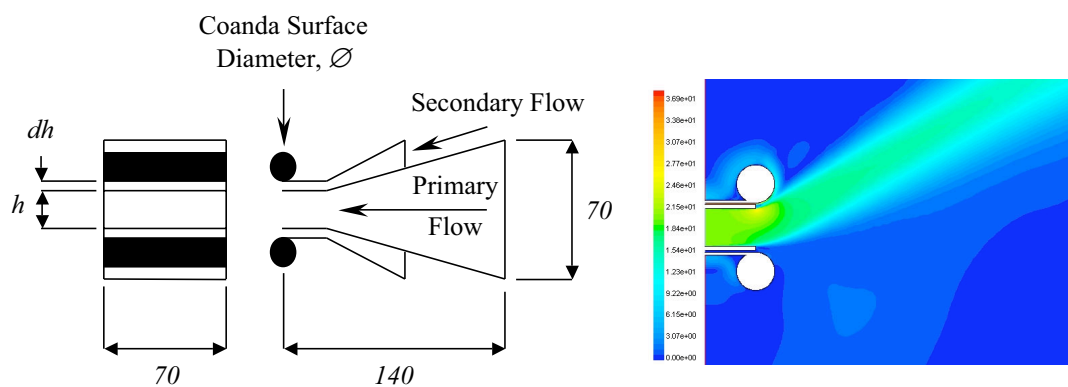 Coanda Surface
Diameter, ∅
Secondary Flow
dh
Primary
h
Flow
70
70
140
3.69e+01
3.38e+01
3.07e+01
2.77e+01
2.46e+01
2.15e+01
1.84e+01
1.54e+01
1.23e+01
9.22e+00
6.15e+00
3.07e+00
0.00e+00